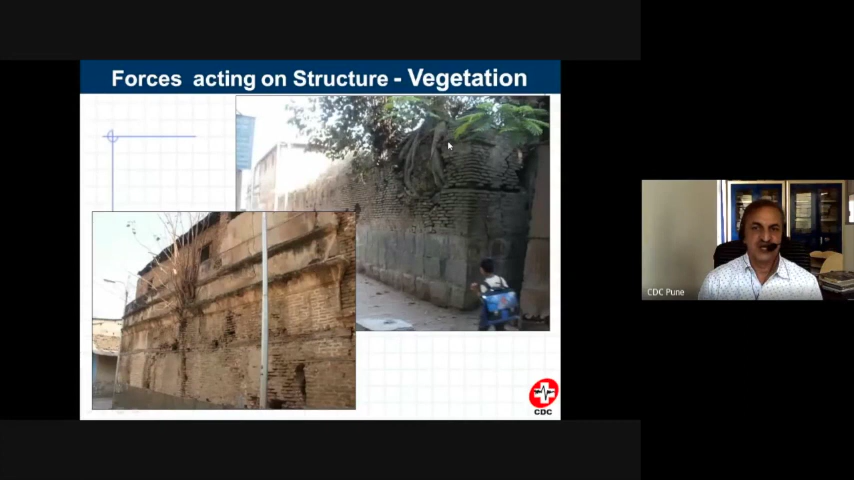 Forces acting on Structure - Vegetation
CDC
CDC Pune